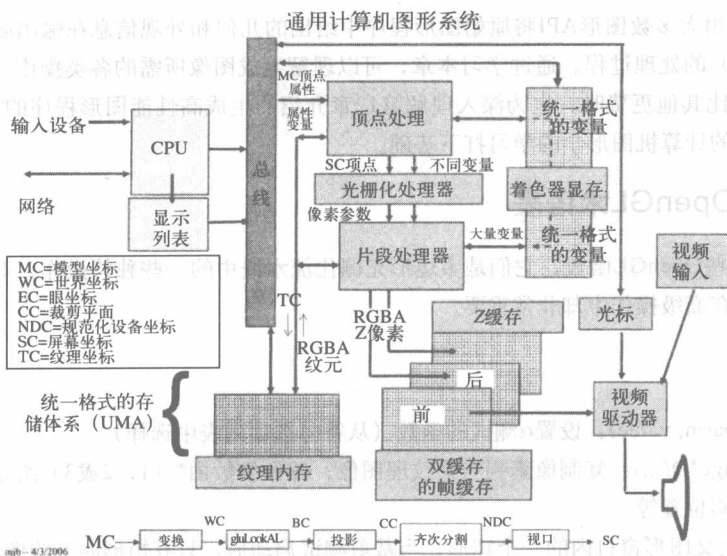 通用计算机图形系统
输入设备
网络
CPU
显示
列表
总
线
MC顶点
属性
属性
变量
顶点处理
SC项点
不同变量
光栅化处理器
像素参数
片段处理器
大量变量
统一格式
的变量
着色器显存
统一格式
的变量
视频
输入
光标
视频
驱动器
MC=模型坐标
WC=世界坐标
EC=眼坐标
CC=裁剪平面
NDC=规范化设备坐标
SC=屏幕坐标
TC=纹理坐标
TC
RGBA
纹元
RGBA
Z像素
Z缓存
后
前
统一格式的存
储体系（UMA）
纹理内存
双缓存
的帧缓存
MC
变换
WC
gluLookAt
BC
投影
CC
齐次分割
NDC
视口
SC
mjb – 4/3/2006